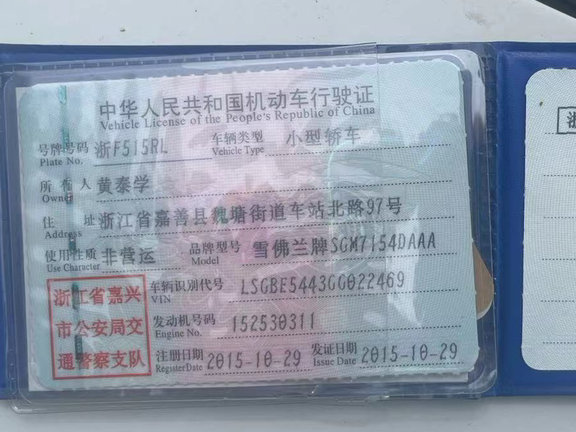 中华人民共和国机动车行驶证
Vehicle License of the People's Republic of China
号牌号码 浙F515RL 车辆类型 小型轿车
Plate No. Vehicle Type
所有人 黄泰学
Owner
住址 浙江省嘉善县魏塘街道车站北路97号
Address
使用性质 非营运 品牌型号 雪佛兰牌SGM7154DAAA
Use Character Model
浙江省嘉兴
市公安局交
通警察支队
车辆识别代号 LSGBE5443GG022469
VIN
发动机号码 152530311
Engine No.
注册日期 2015-10-29 发证日期 2015-10-29
Register Date Issue Date